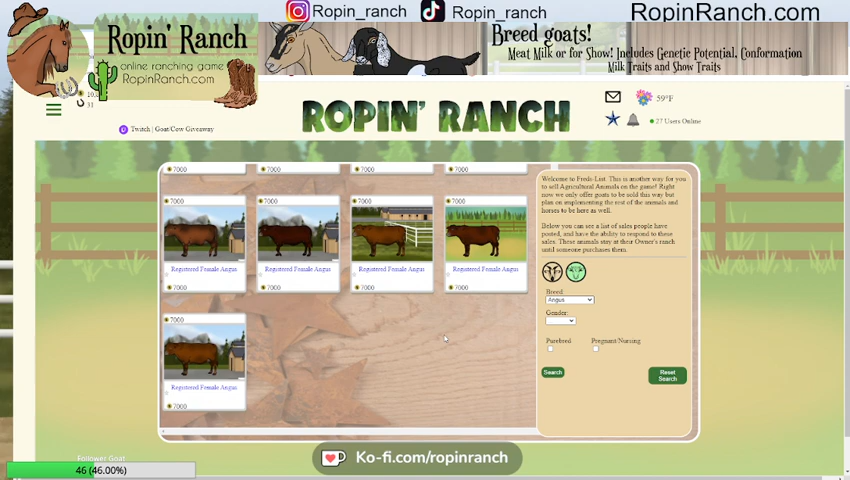 Ropin_ranch
Ropin_ranch
RopinRanch.com
Ropin' Ranch
online ranching game
RopinRanch.com
Breed goats!
Meat Milk or for Show! Includes Genetic Potential, Conformation
Milk Traits and Show Traits
31
Twitch | Goat/Cow Giveaway
ROPIN' RANCH
59°F
27 Users Online
7000
7000
7000
7000
7000
7000
7000
7000
Registered Female Angus
Registered Female Angus
Registered Female Angus
Registered Female Angus
7000
7000
7000
7000
7000
Registered Female Angus
7000
Welcome to Freds-List. This is another way for you
to sell Agricultural Animals on the game! Right
now we only offer goats to be sold this way but
plan on implementing the rest of the animals and
horses to be here as well.
Below you can see a list of sales people have
posted, and have the ability to respond to these
sales. These animals stay at their Owner's ranch
until someone purchases them.
Breed
Angus
Gender:
Purebred
Pregnant/Nursing
Search
Reset
Search
Follower Goat
46 (46.00%)
Ko-fi.com/ropinranch